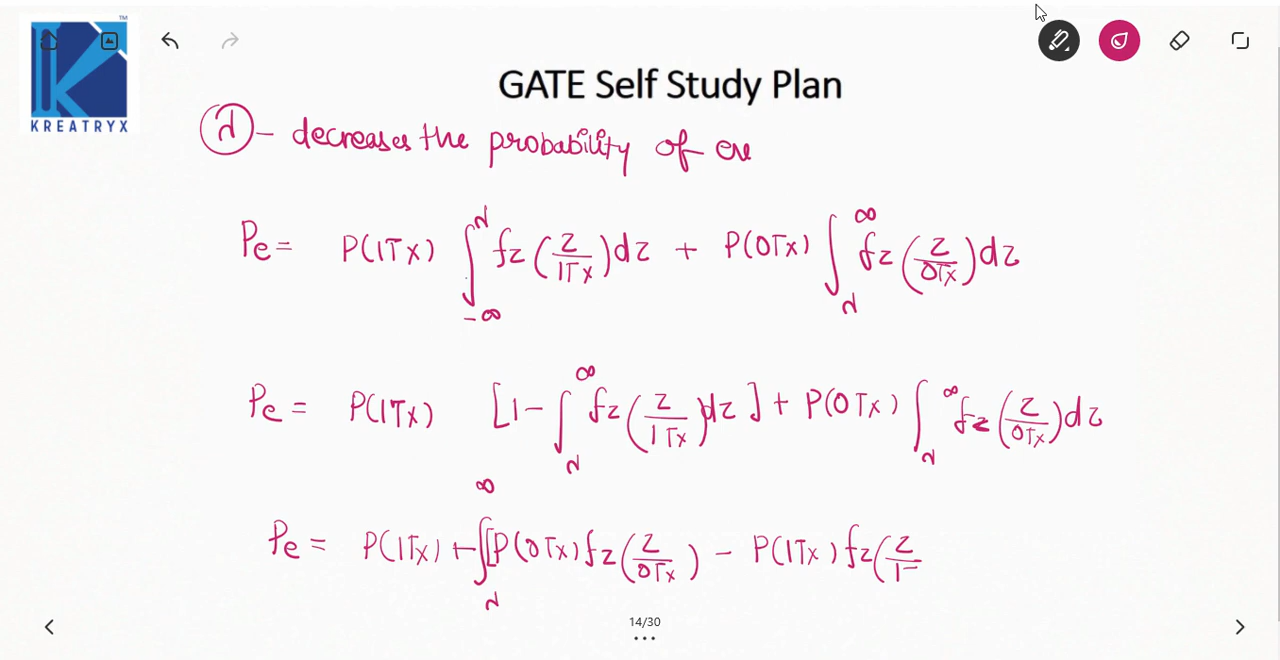 TM
KREATRYX
GATE Self Study Plan
λ - decreases the probability of
Pe = P(1Tx) ∫_{-∞}^{λ} fz(z/1Tx)dz + P(0Tx) ∫_{λ}^{∞} fz(z/0Tx)dz
Pe = P(1Tx) [1 - ∫_{λ}^{∞} fz(z/1Tx)dz] + P(0Tx) ∫_{λ}^{∞} fz(z/0Tx)dz
Pe = P(1Tx) + ∫_{λ}^{∞} [P(0Tx) fz(z/0Tx) - P(1Tx) fz(z/1
14/30